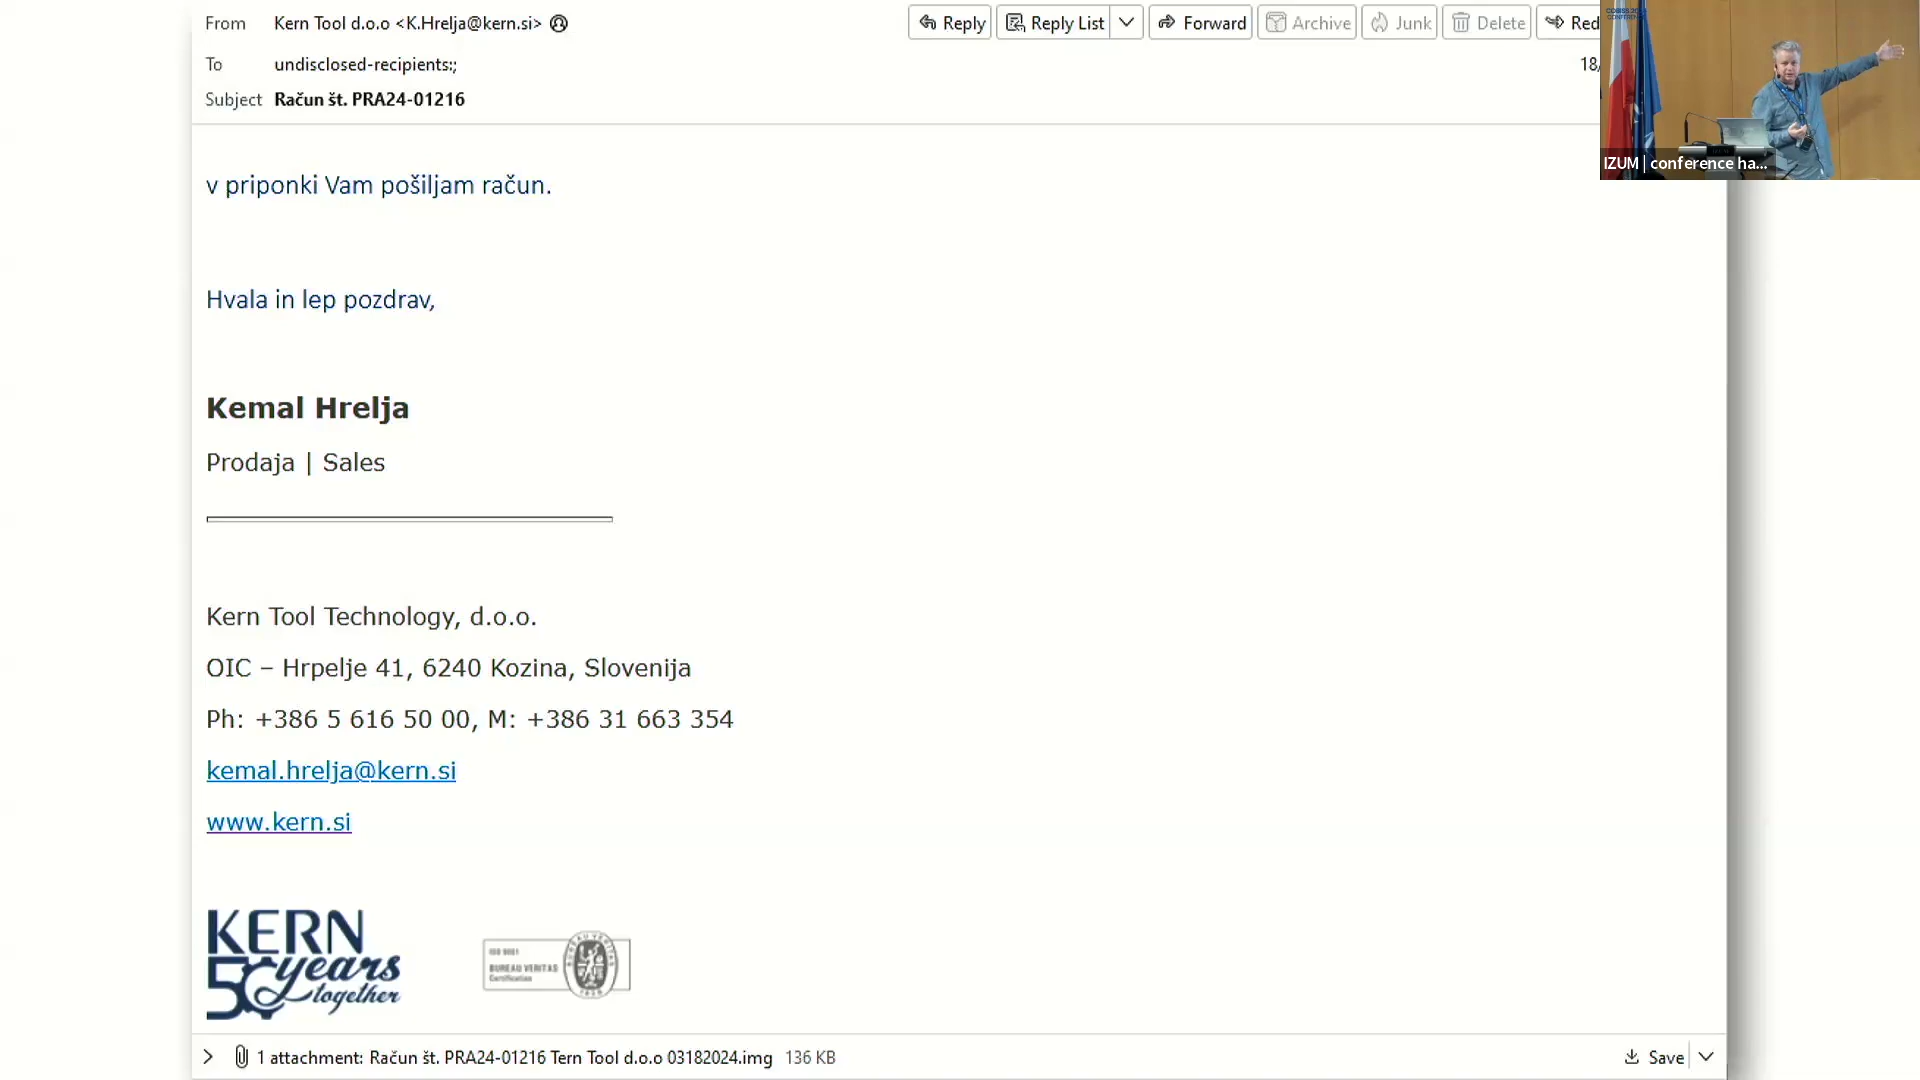 From Kern Tool d.o.o <K.Hrelja@kern.si>
Reply Reply List Forward Archive Junk Delete Red
To undisclosed-recipients:;
18/
Subject Račun št. PRA24-01216
IZUM | conference ha...
v priponki Vam pošiljam račun.
Hvala in lep pozdrav,
Kemal Hrelja
Prodaja | Sales
Kern Tool Technology, d.o.o.
OIC – Hrpelje 41, 6240 Kozina, Slovenija
Ph: +386 5 616 50 00, M: +386 31 663 354
kemal.hrelja@kern.si
www.kern.si
KERN
50 years
together
ISO 9001
BUREAU VERITAS
Certification
1 attachment: Račun št. PRA24-01216 Tern Tool d.o.o 03182024.img 136 KB
Save